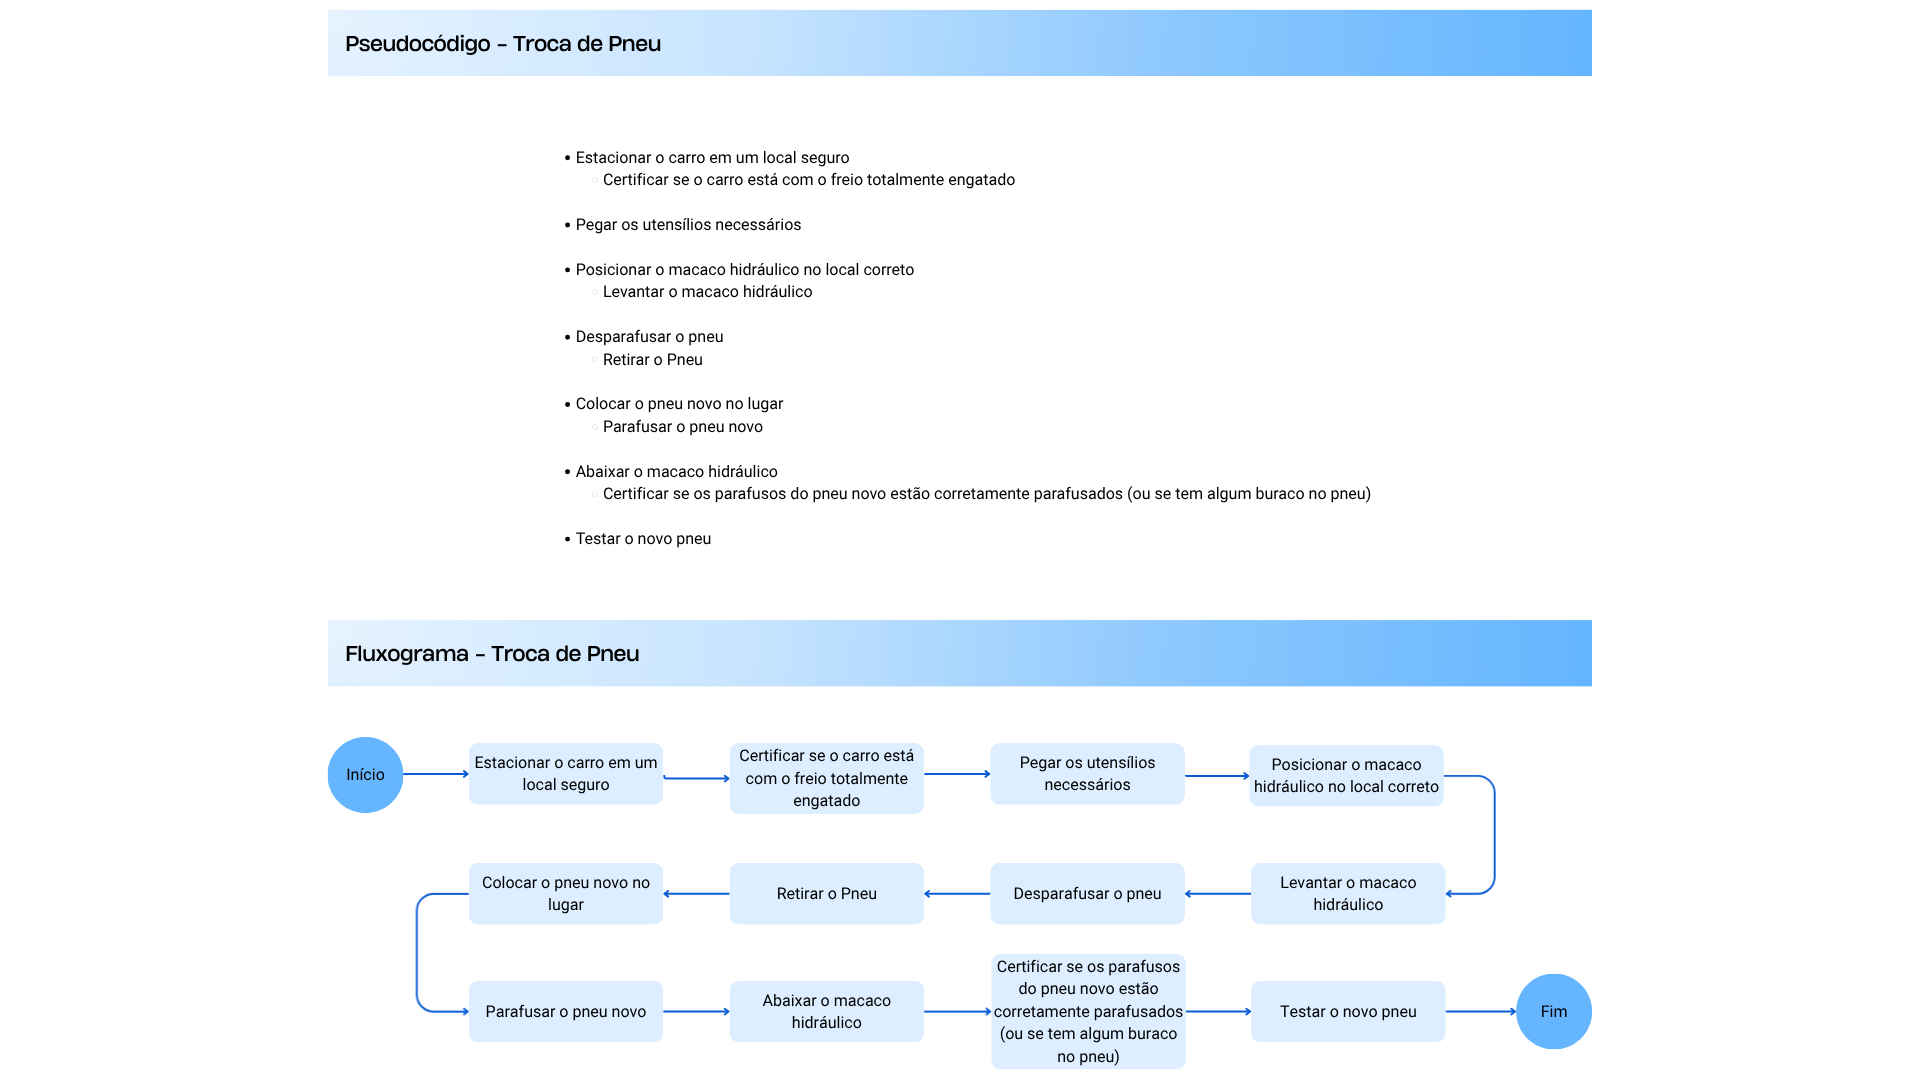 Pseudocódigo - Troca de Pneu
• Estacionar o carro em um local seguro
◦ Certificar se o carro está com o freio totalmente engatado
• Pegar os utensílios necessários
• Posicionar o macaco hidráulico no local correto
◦ Levantar o macaco hidráulico
• Desparafusar o pneu
◦ Retirar o Pneu
• Colocar o pneu novo no lugar
◦ Parafusar o pneu novo
• Abaixar o macaco hidráulico
◦ Certificar se os parafusos do pneu novo estão corretamente parafusados (ou se tem algum buraco no pneu)
• Testar o novo pneu
Fluxograma - Troca de Pneu
Início
Estacionar o carro em um
local seguro
Certificar se o carro está
com o freio totalmente
engatado
Pegar os utensílios
necessários
Posicionar o macaco
hidráulico no local correto
Levantar o macaco
hidráulico
Desparafusar o pneu
Retirar o Pneu
Colocar o pneu novo no
lugar
Parafusar o pneu novo
Abaixar o macaco
hidráulico
Certificar se os parafusos
do pneu novo estão
corretamente parafusados
(ou se tem algum buraco
no pneu)
Testar o novo pneu
Fim